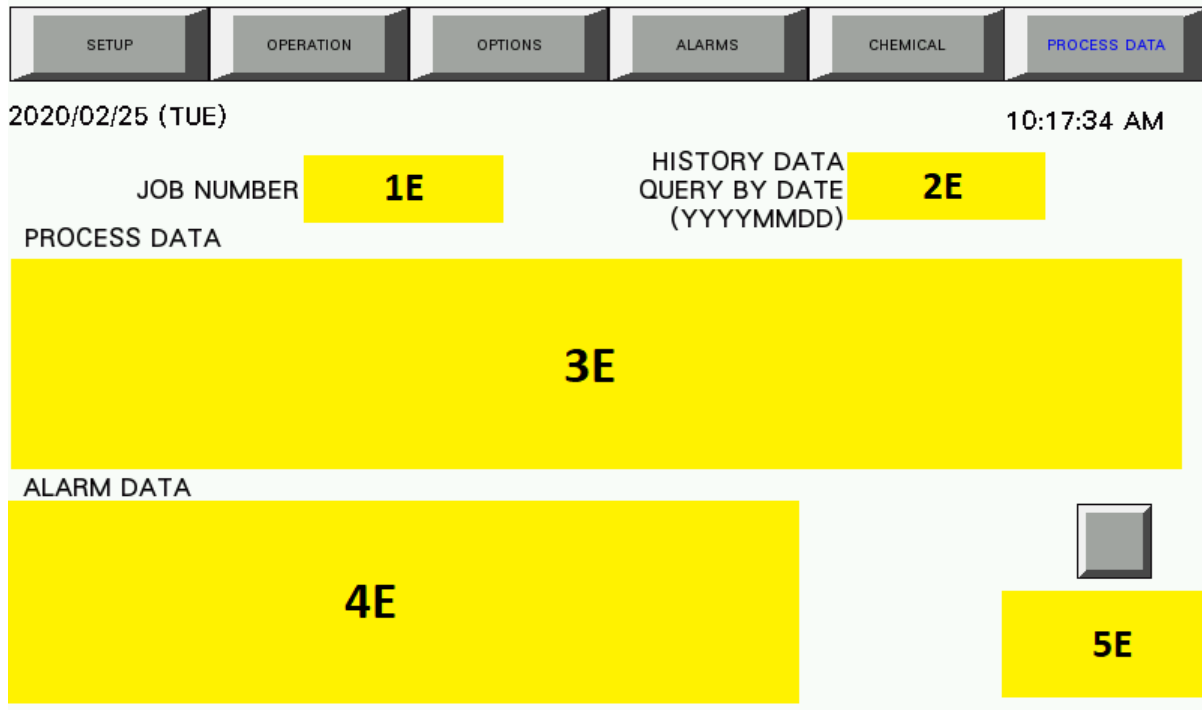 SETUP OPERATION OPTIONS ALARMS CHEMICAL PROCESS DATA
2020/02/25 (TUE) 10:17:34 AM
JOB NUMBER 1E
HISTORY DATA
QUERY BY DATE
(YYYYMMDD)
2E
PROCESS DATA
3E
ALARM DATA
4E
5E